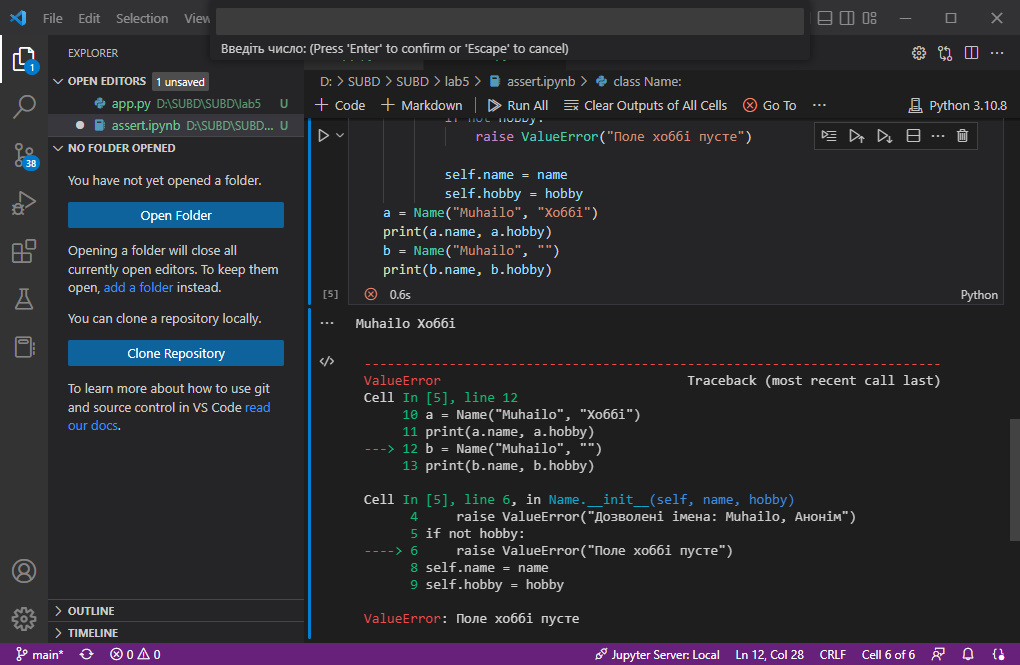 File Edit Selection View
Введіть число: (Press 'Enter' to confirm or 'Escape' to cancel)
EXPLORER
OPEN EDITORS 1 unsaved
app.py D:\SUBD\SUBD\lab5 U
assert.ipynb D:\SUBD\SUBD... U
NO FOLDER OPENED
You have not yet opened a folder.
Open Folder
Opening a folder will close all
currently open editors. To keep them
open, add a folder instead.
You can clone a repository locally.
Clone Repository
To learn more about how to use git
and source control in VS Code read
our docs.
OUTLINE
TIMELINE
1
38
D: > SUBD > SUBD > lab5 > assert.ipynb > class Name:
+ Code + Markdown | Run All Clear Outputs of All Cells Go To ... Python 3.10.8
if not hobby:
raise ValueError("Поле хоббі пусте")
self.name = name
self.hobby = hobby
a = Name("Muhailo", "Хоббі")
print(a.name, a.hobby)
b = Name("Muhailo", "")
print(b.name, b.hobby)
[5] 0.6s Python
... Muhailo Хоббі
</>
---------------------------------------------------------------------------
ValueError Traceback (most recent call last)
Cell In [5], line 12
10 a = Name("Muhailo", "Хоббі")
11 print(a.name, a.hobby)
---> 12 b = Name("Muhailo", "")
13 print(b.name, b.hobby)
Cell In [5], line 6, in Name.__init__(self, name, hobby)
4 raise ValueError("Дозволені імена: Muhailo, Анонім")
5 if not hobby:
----> 6 raise ValueError("Поле хоббі пусте")
8 self.name = name
9 self.hobby = hobby
ValueError: Поле хоббі пусте
main* 0 0 Jupyter Server: Local Ln 12, Col 28 CRLF Cell 6 of 6